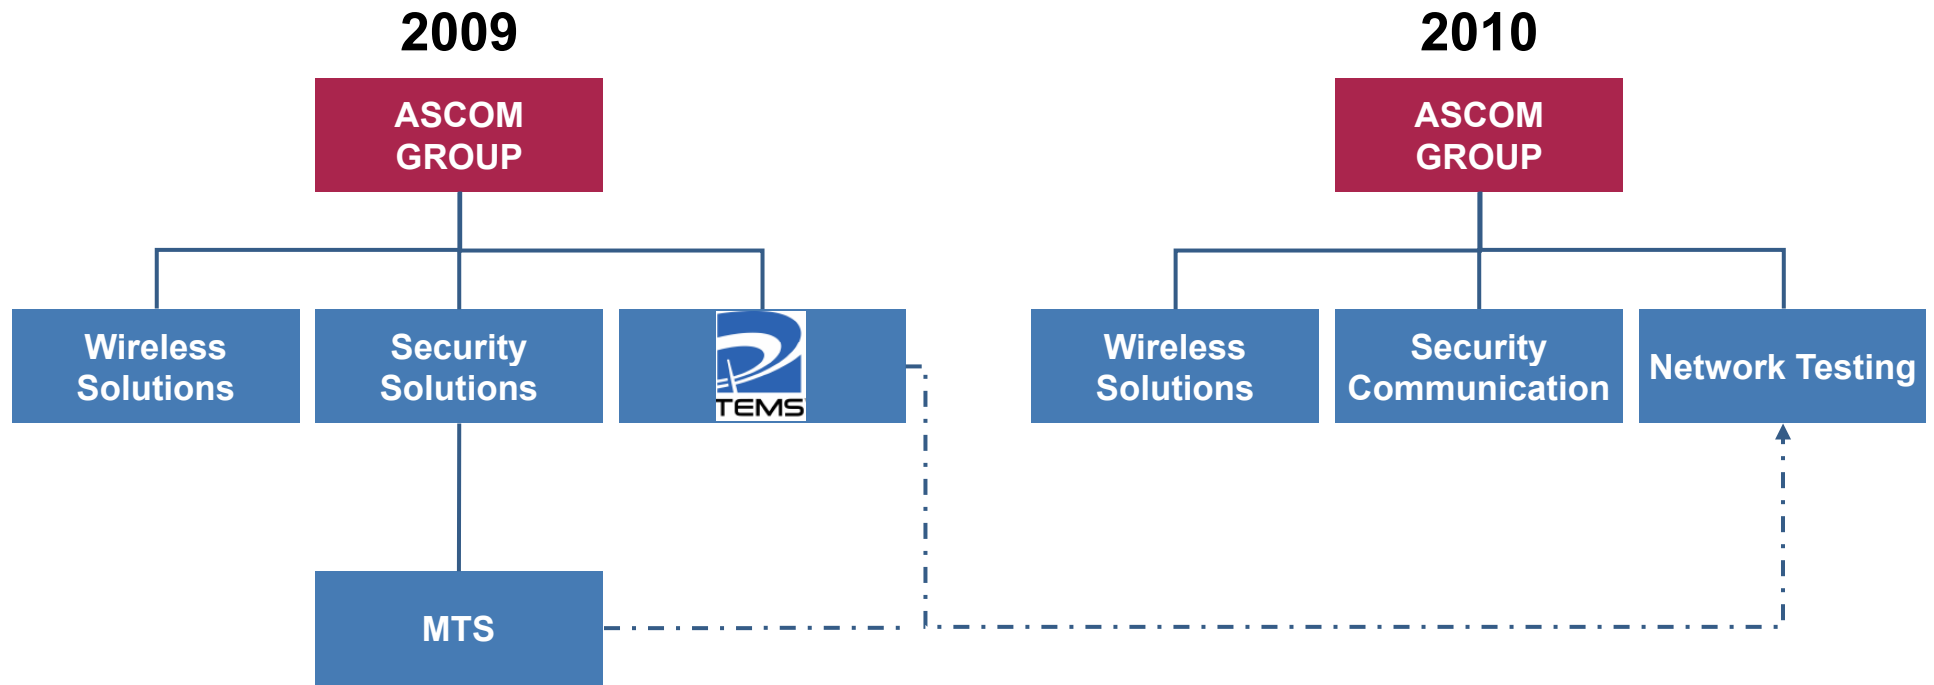 2009
2010
ASCOM
GROUP
ASCOM
GROUP
Wireless
Solutions
Security
Solutions
TEMS
Wireless
Solutions
Security
Communication
Network Testing
MTS